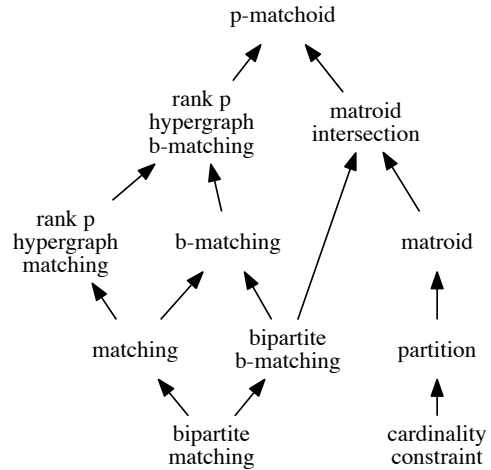 p-matchoid
rank p
hypergraph
b-matching
matroid
intersection
rank p
hypergraph
matching
b-matching
matroid
matching
bipartite
b-matching
partition
bipartite
matching
cardinality
constraint